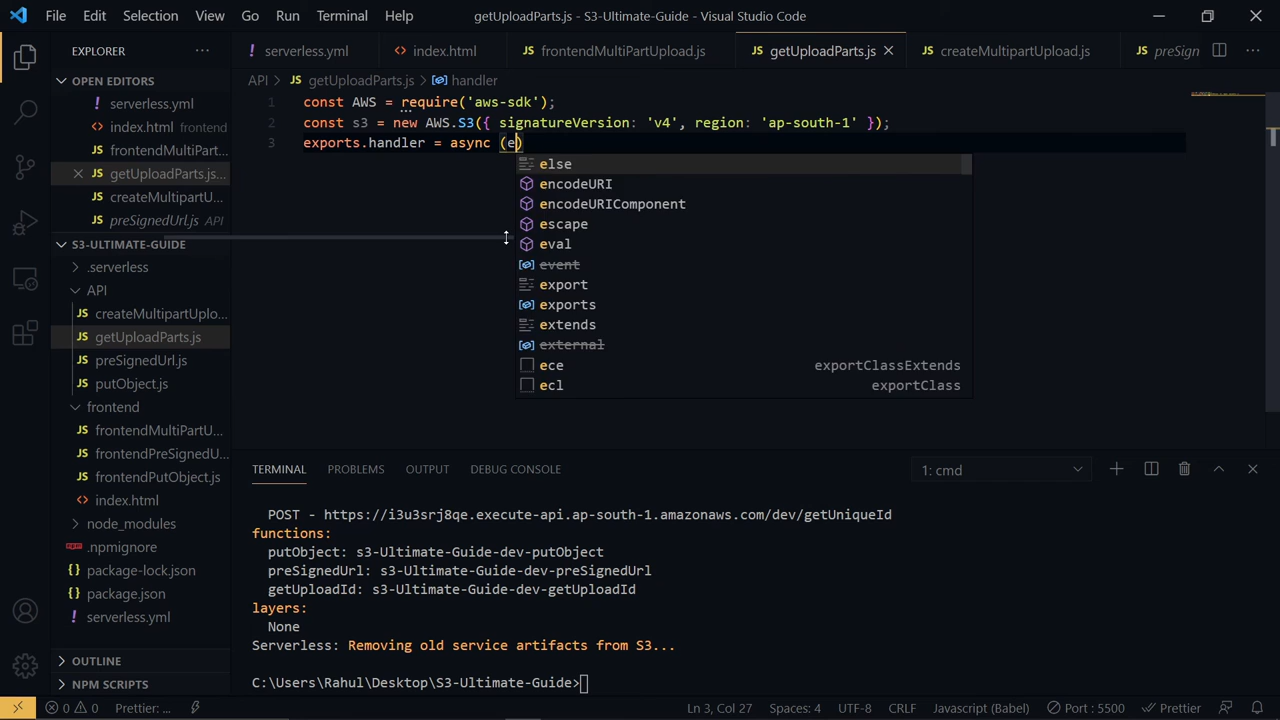 File Edit Selection View Go Run Terminal Help getUploadParts.js - S3-Ultimate-Guide - Visual Studio Code
EXPLORER
serverless.yml index.html frontendMultiPartUpload.js getUploadParts.js createMultipartUpload.js preSign
OPEN EDITORS
serverless.yml
index.html frontend
frontendMultiPart...
getUploadParts.js...
createMultipartU...
preSignedUrl.js API
S3-ULTIMATE-GUIDE
.serverless
API
createMultipartUplo...
getUploadParts.js
preSignedUrl.js
putObject.js
frontend
frontendMultiPartU...
frontendPreSignedU...
frontendPutObject.js
index.html
node_modules
.npmignore
package-lock.json
package.json
serverless.yml
OUTLINE
NPM SCRIPTS
API > getUploadParts.js > handler
1 const AWS = require('aws-sdk');
2 const s3 = new AWS.S3({ signatureVersion: 'v4', region: 'ap-south-1' });
3 exports.handler = async (e)
else
encodeURI
encodeURIComponent
escape
eval
event
export
exports
extends
external
ece exportClassExtends
ecl exportClass
TERMINAL PROBLEMS OUTPUT DEBUG CONSOLE 1: cmd
POST - https://i3u3srj8qe.execute-api.ap-south-1.amazonaws.com/dev/getUniqueId
functions:
putObject: s3-Ultimate-Guide-dev-putObject
preSignedUrl: s3-Ultimate-Guide-dev-preSignedUrl
getUploadId: s3-Ultimate-Guide-dev-getUploadId
layers:
None
Serverless: Removing old service artifacts from S3...
C:\Users\Rahul\Desktop\S3-Ultimate-Guide>
0 0 Prettier: ... Ln 3, Col 27 Spaces: 4 UTF-8 CRLF Javascript (Babel) Port : 5500 Prettier